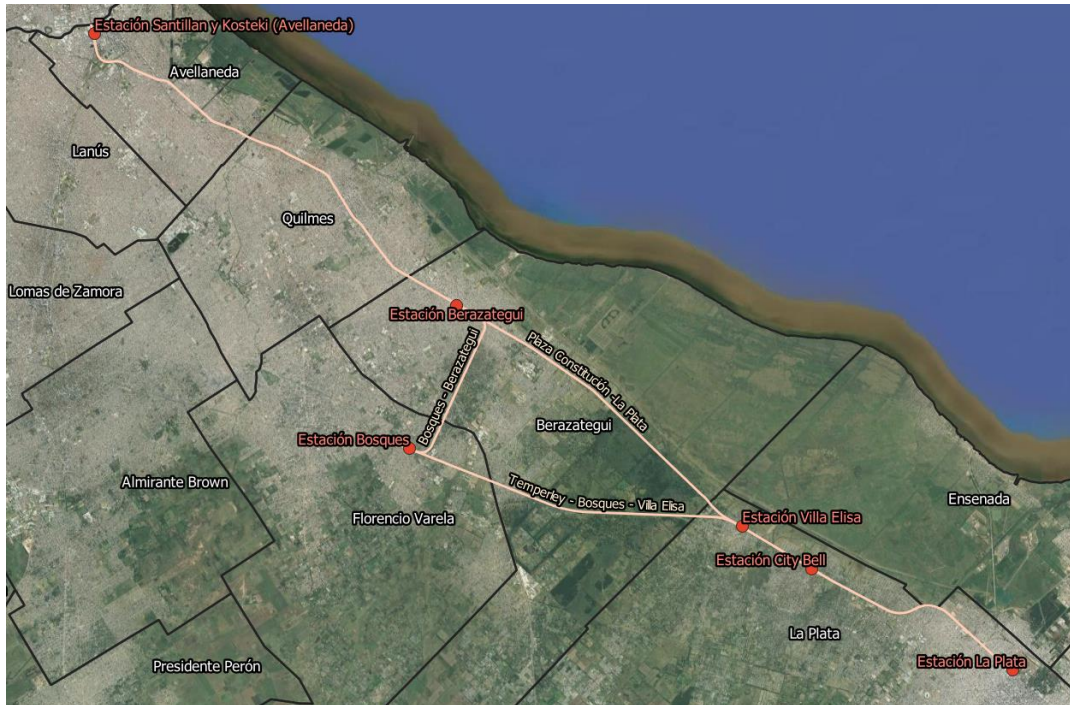 Estación Santillan y Kosteki (Avellaneda)
Avellaneda
Lanús
Quilmes
Lomas de Zamora
Estación Berazategui
Plaza Constitución -La Plata
Bosques - Berazategui
Berazategui
Estación Bosques
Almirante Brown
Temperley - Bosques - Villa Elisa
Ensenada
Florencio Varela
Estación Villa Elisa
Estación City Bell
La Plata
Presidente Perón
Estación La Plata